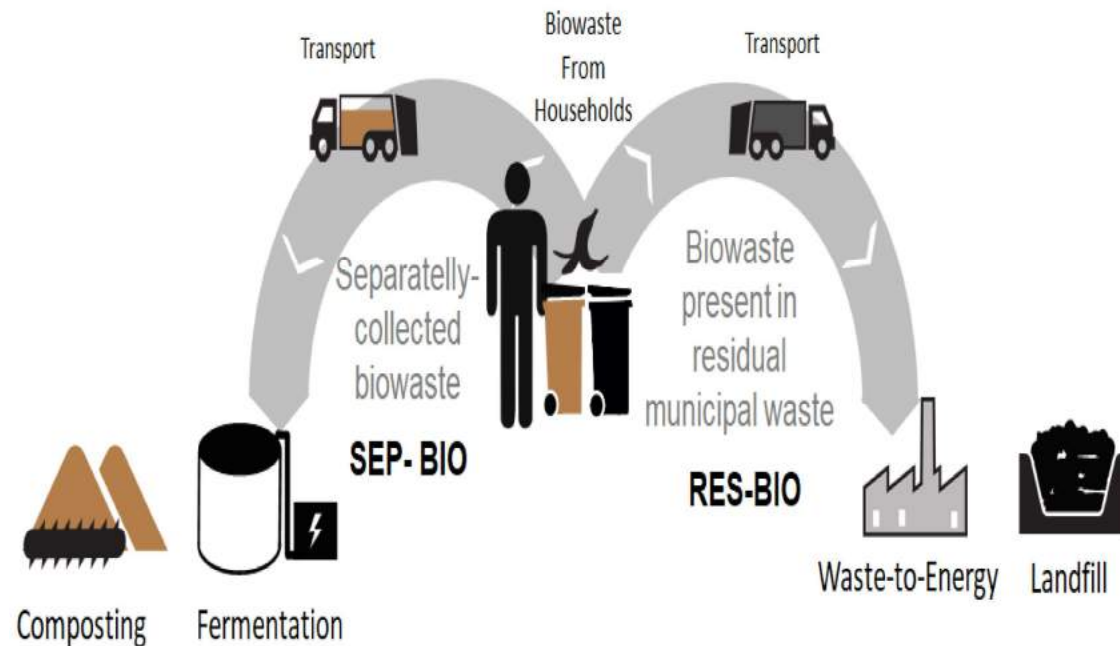 Transport
Biowaste
From
Households
Transport
Separatelly-
collected
biowaste
SEP- BIO
Biowaste
present in
residual
municipal waste
RES-BIO
Composting
Fermentation
Waste-to-Energy
Landfill